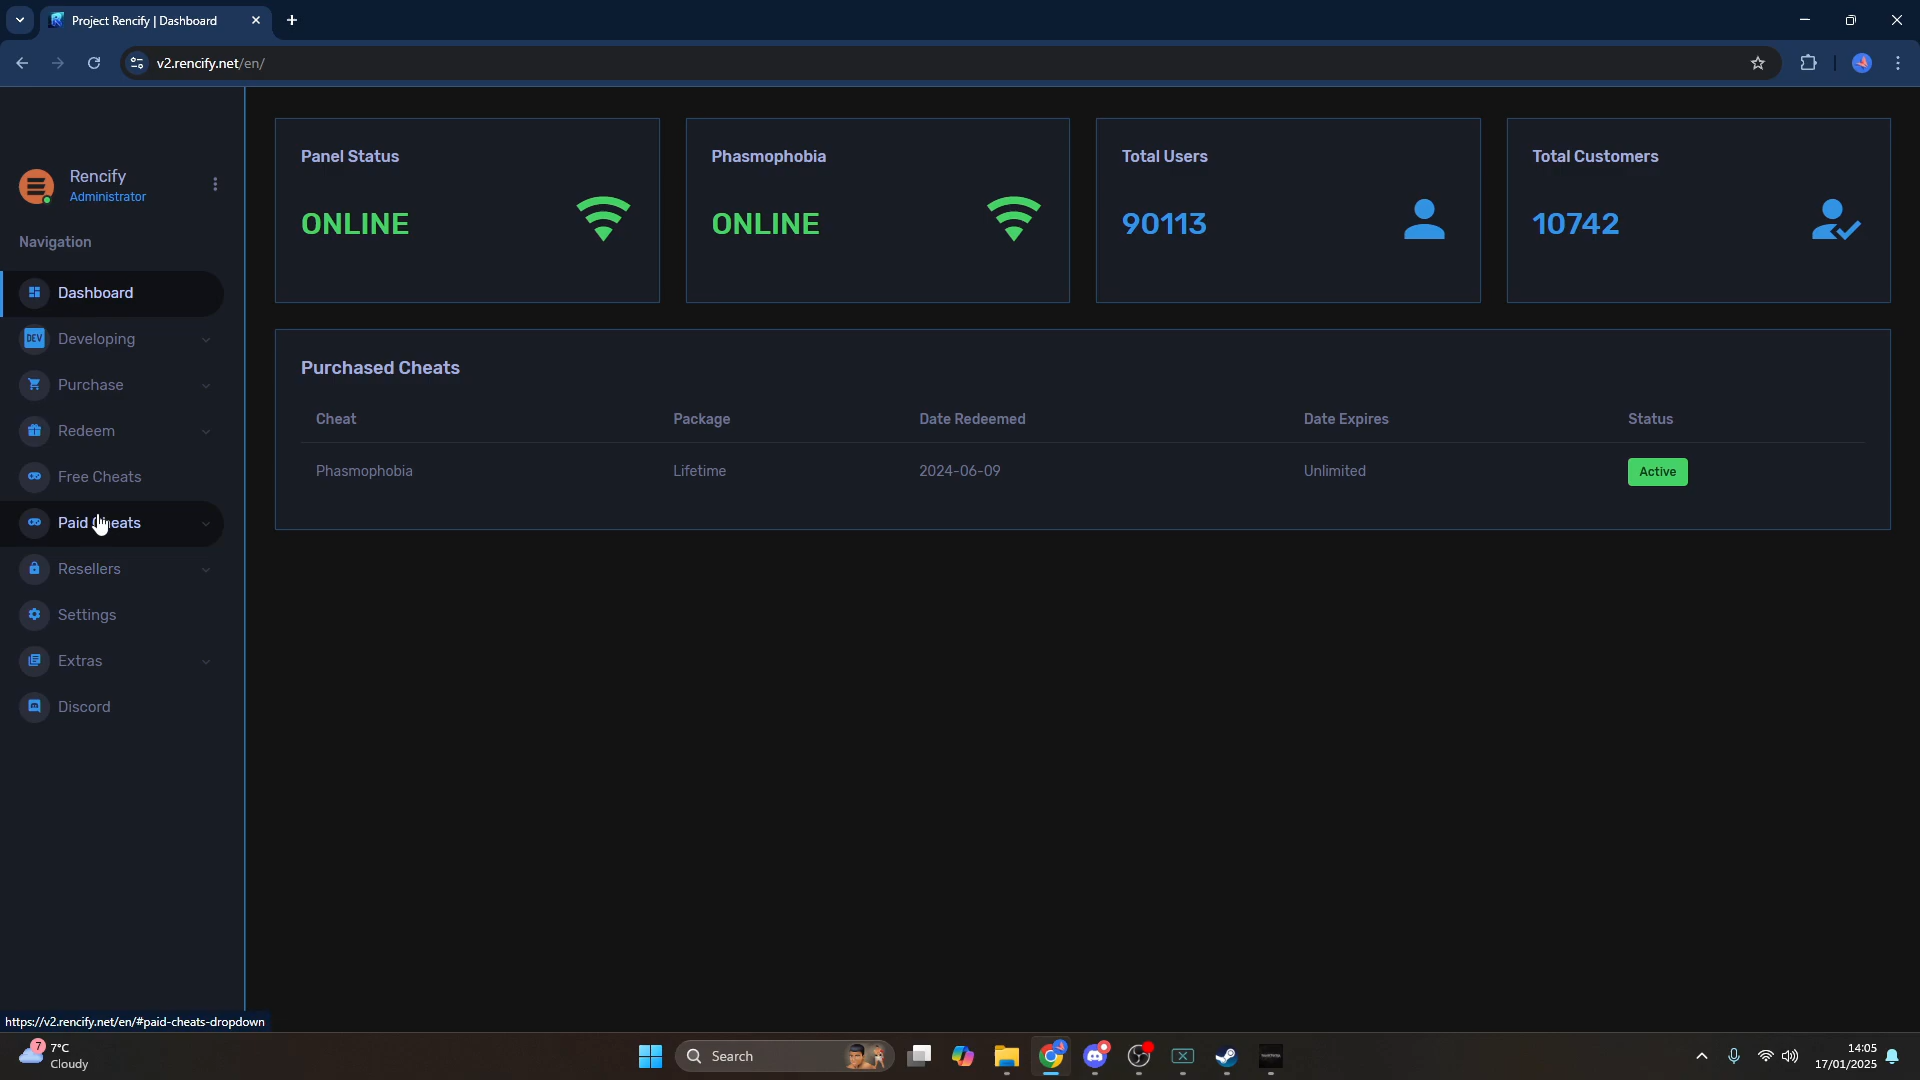 Project Rencify | Dashboard
v2.rencify.net/en/
Rencify
Administrator
Navigation
Dashboard
DEV Developing
Purchase
Redeem
Free Cheats
Paid Cheats
Resellers
Settings
Extras
Discord
Panel Status
ONLINE
Phasmophobia
ONLINE
Total Users
90113
Total Customers
10742
Purchased Cheats
Cheat Package Date Redeemed Date Expires Status
Phasmophobia Lifetime 2024-06-09 Unlimited Active
https://v2.rencify.net/en/#paid-cheats-dropdown
7
7°C
Cloudy
Search
14:05
17/01/2025